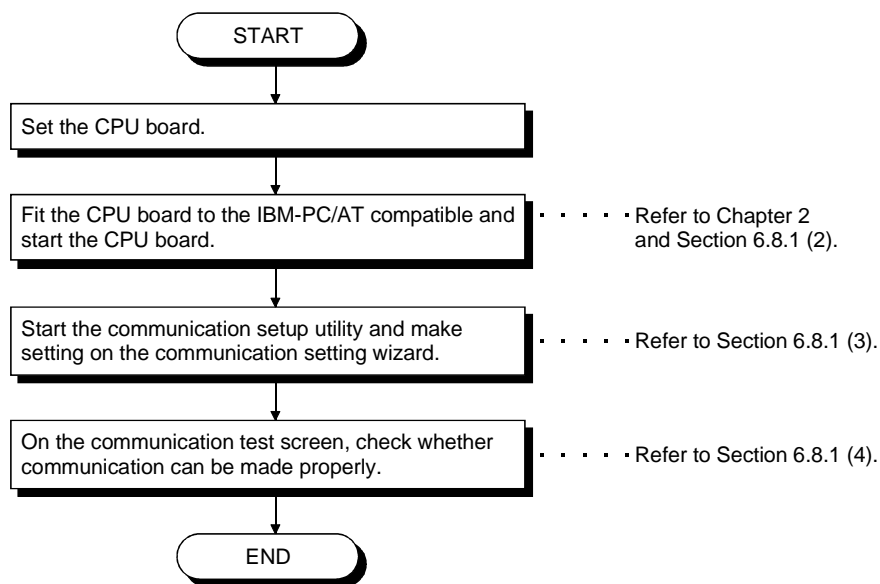 START
Set the CPU board.
Fit the CPU board to the IBM-PC/AT compatible and
start the CPU board.
Refer to Chapter 2
and Section 6.8.1 (2).
Start the communication setup utility and make
setting on the communication setting wizard.
Refer to Section 6.8.1 (3).
On the communication test screen, check whether
communication can be made properly.
Refer to Section 6.8.1 (4).
END